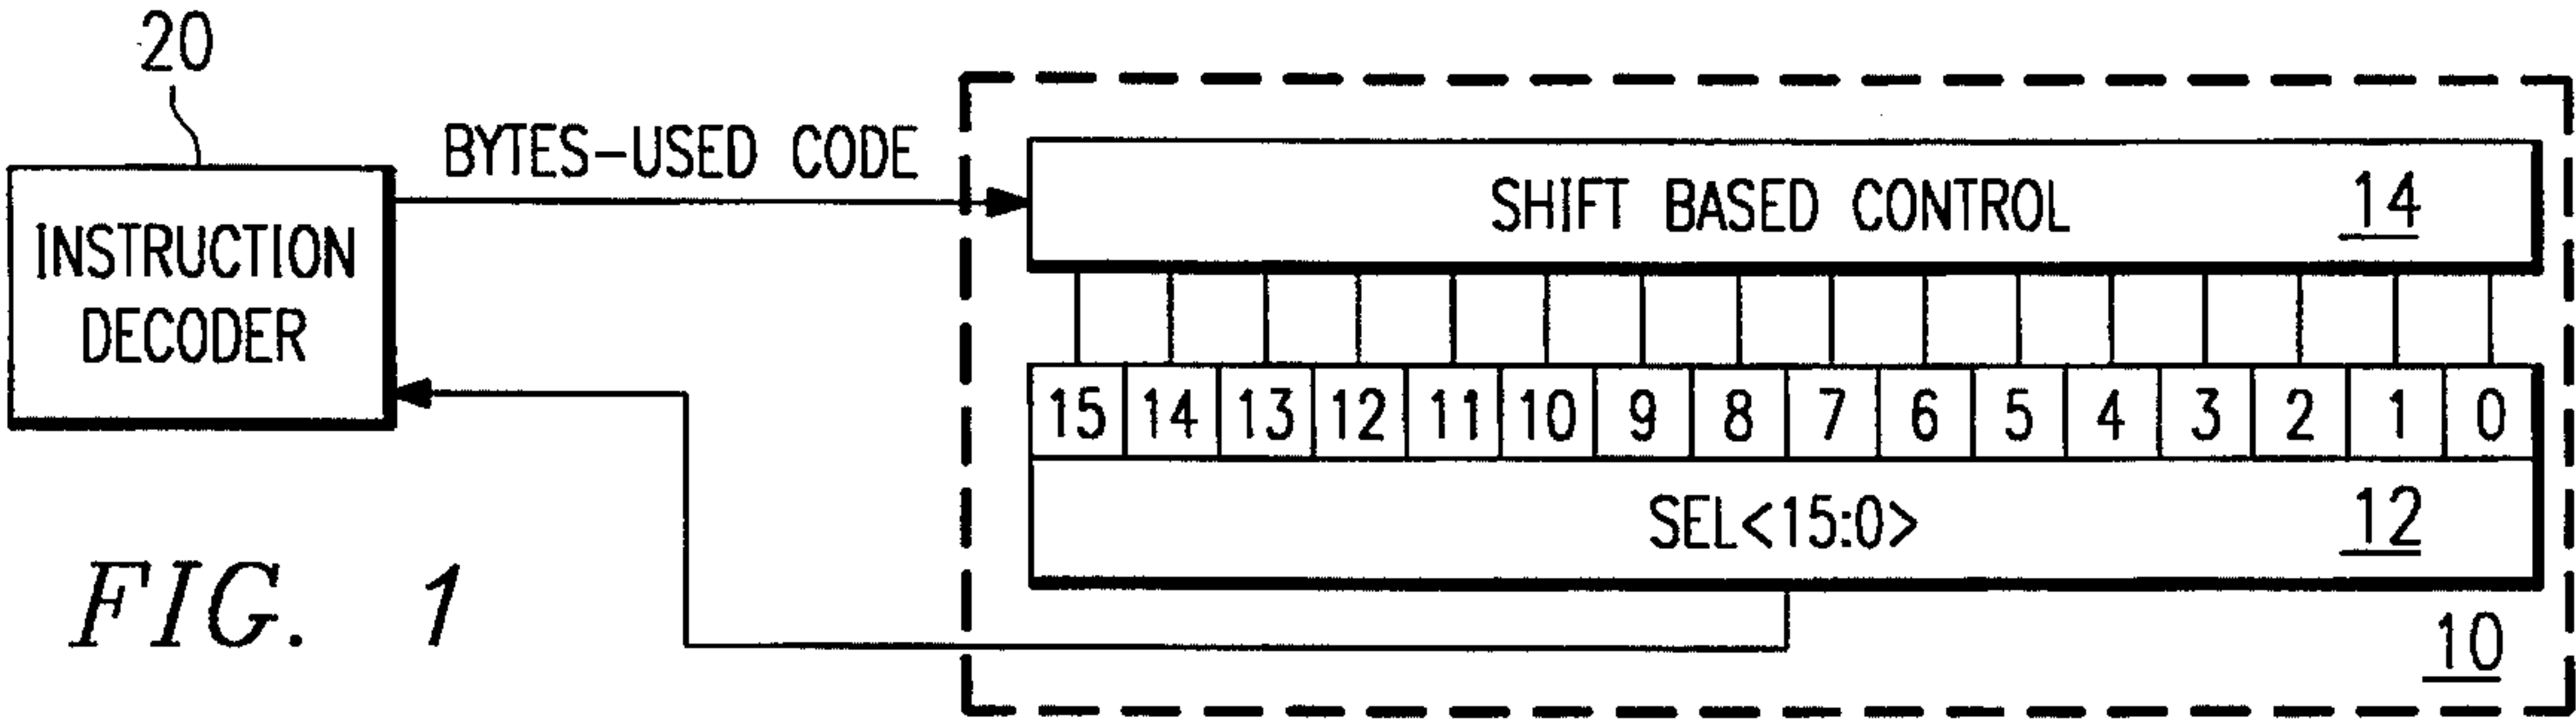 20
BYTES-USED CODE
INSTRUCTION
DECODER
SHIFT BASED CONTROL 14
15 14 13 12 11 10 9 8 7 6 5 4 3 2 1 0
SEL<15:0> 12
10
FIG. 1